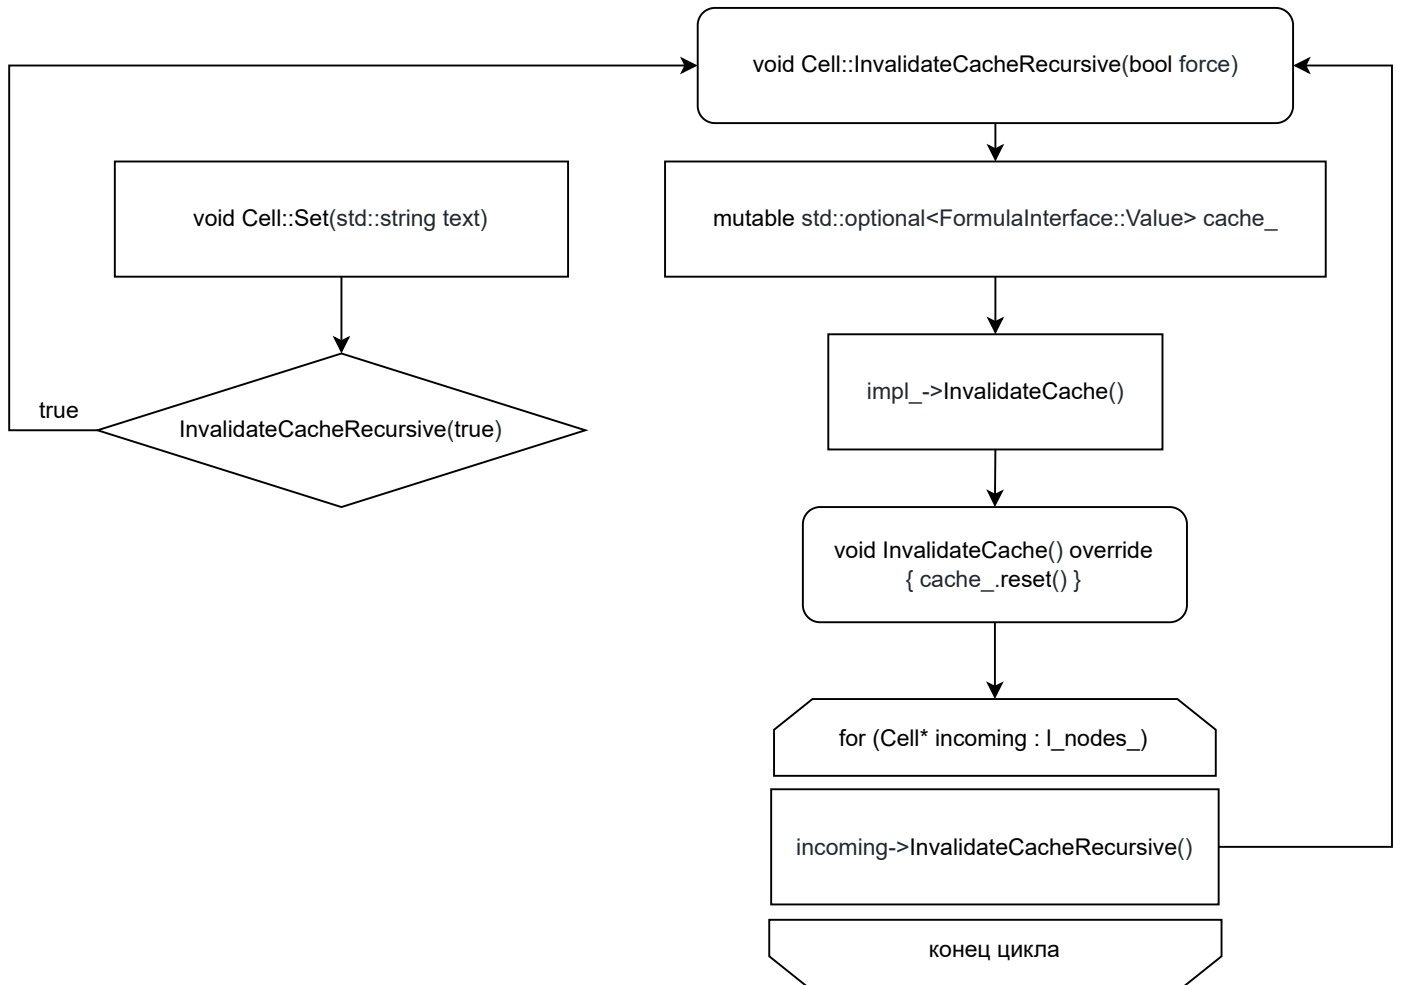 void Cell::InvalidateCacheRecursive(bool force)
void Cell::Set(std::string text)
mutable std::optional<FormulaInterface::Value> cache_
impl_->InvalidateCache()
true
InvalidateCacheRecursive(true)
void InvalidateCache() override
{ cache_.reset() }
for (Cell* incoming : l_nodes_)
incoming->InvalidateCacheRecursive()
конец цикла